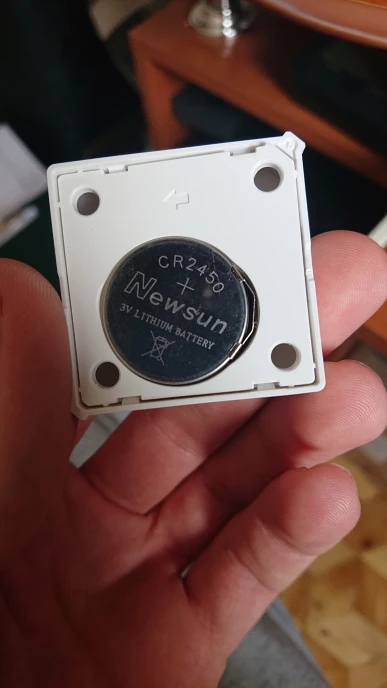 CR2450
+
Newsun
3V LITHIUM BATTERY